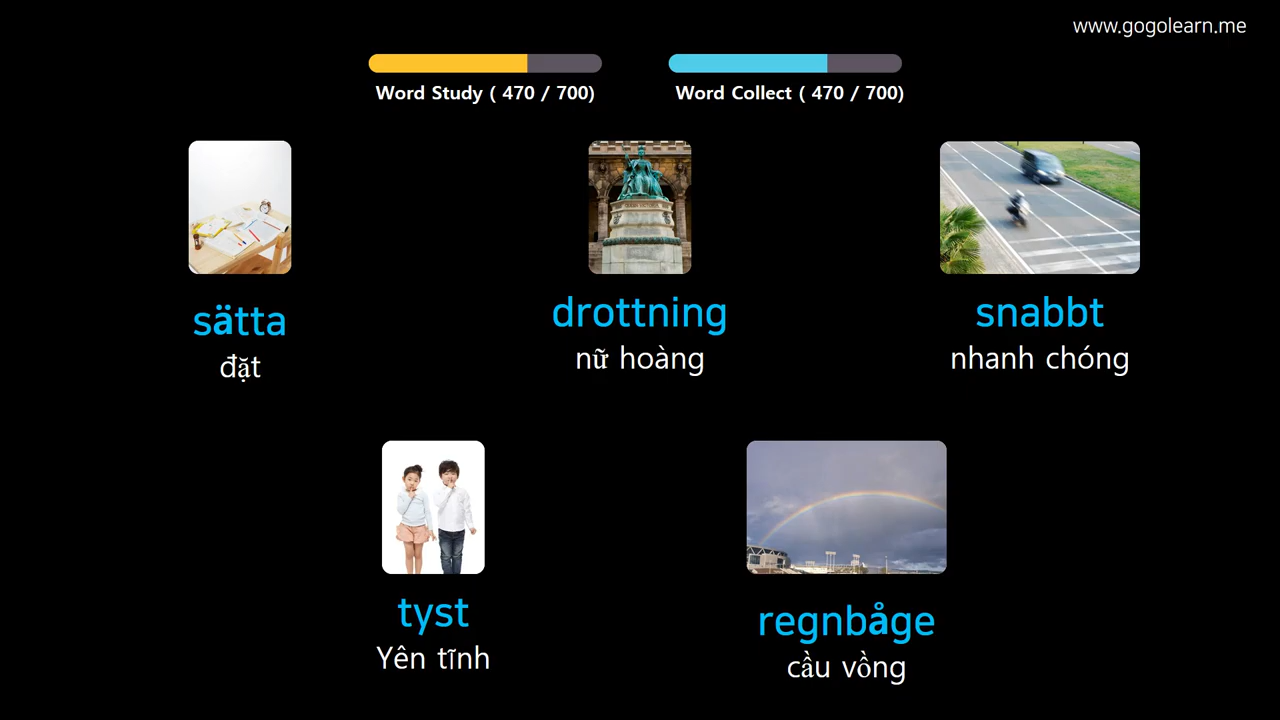 www.gogolearn.me
Word Study ( 470 / 700)
Word Collect ( 470 / 700)
sätta
đặt
drottning
nữ hoàng
snabbt
nhanh chóng
tyst
Yên tĩnh
regnbåge
cầu vồng